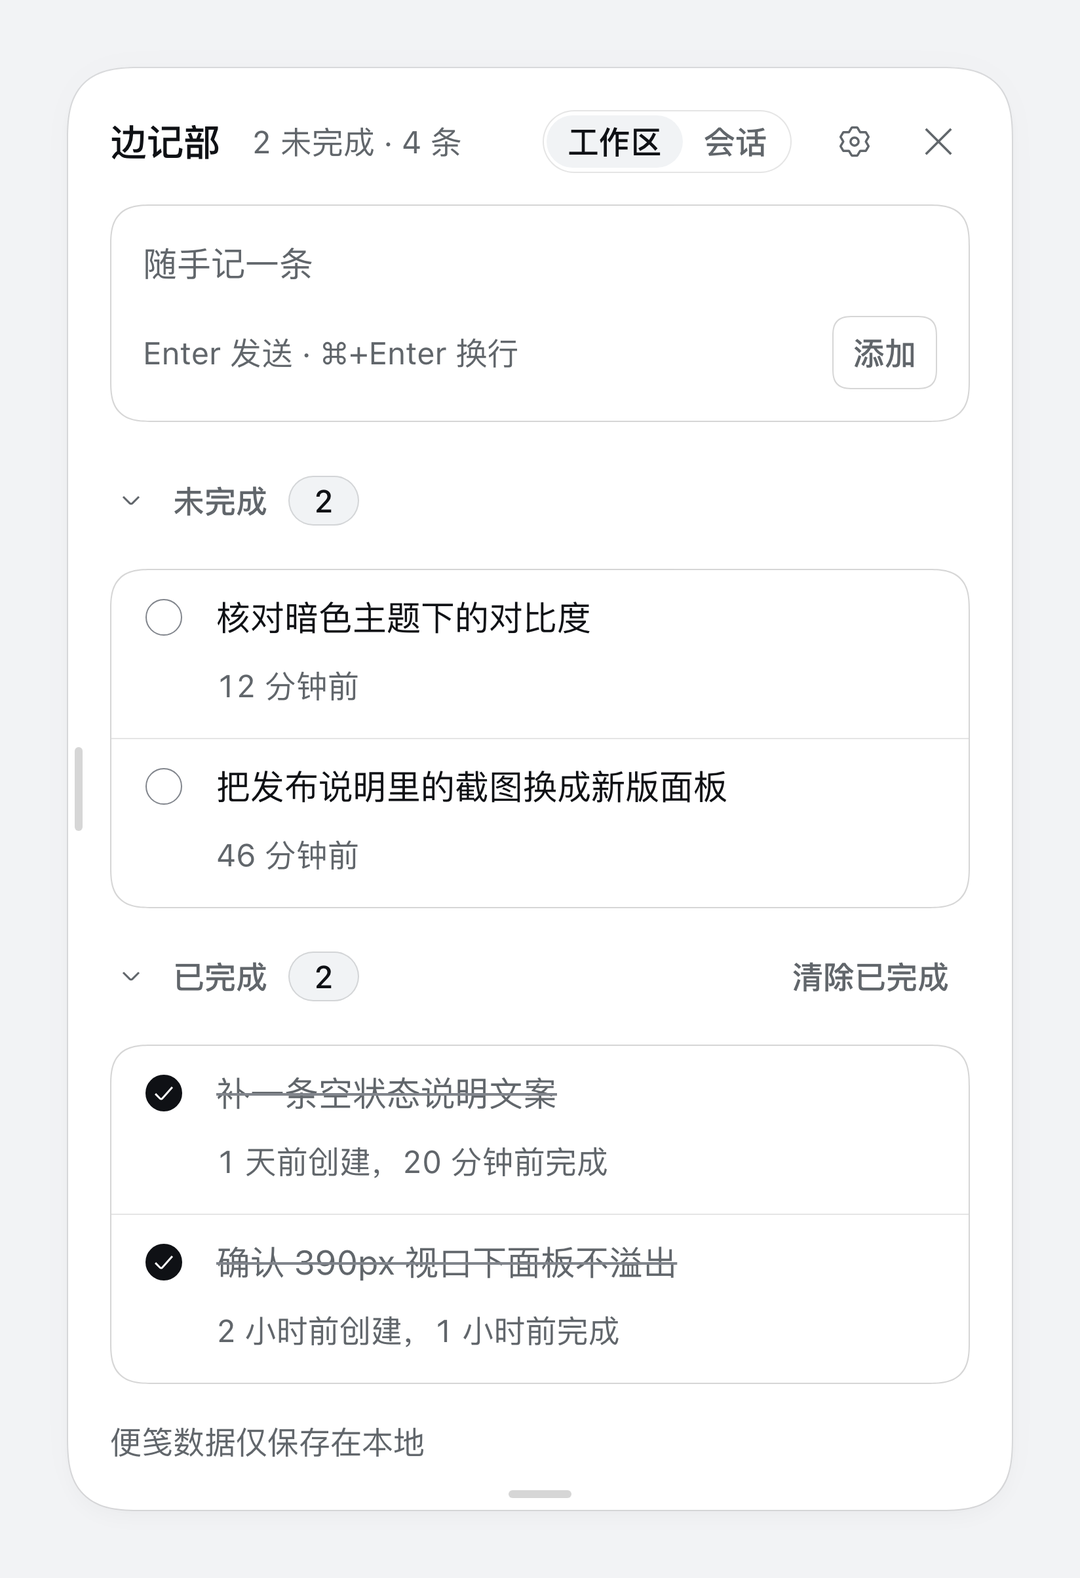 边记部 2 未完成 · 4 条 工作区 会话
随手记一条
Enter 发送 · ⌘+Enter 换行 添加
未完成 2
核对暗色主题下的对比度
12 分钟前
把发布说明里的截图换成新版面板
46 分钟前
已完成 2 清除已完成
补一条空状态说明文案
1 天前创建，20 分钟前完成
确认 390px 视口下面板不溢出
2 小时前创建，1 小时前完成
便笺数据仅保存在本地